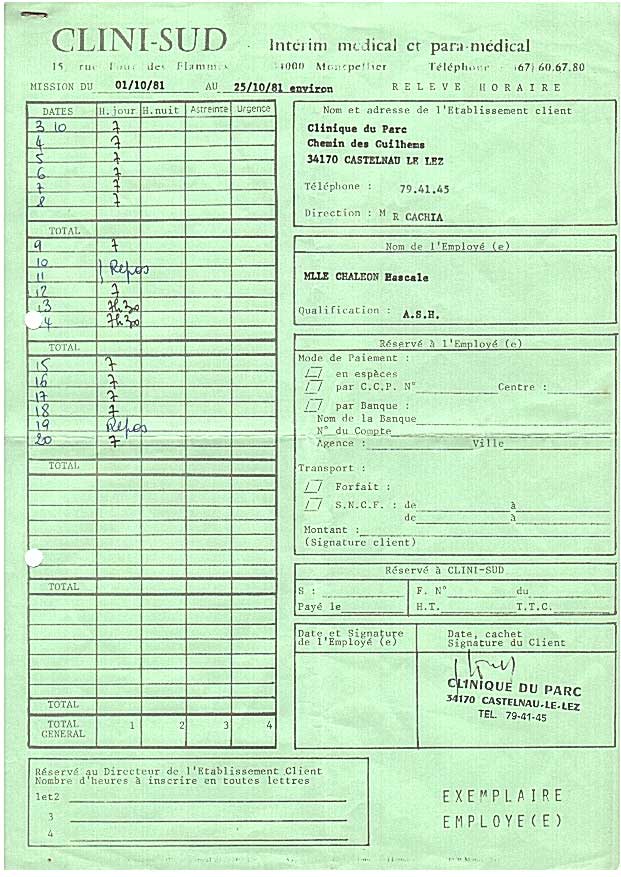 CLINI-SUD Intérim médical et para-médical
15, rue des Flammes 34000 Montpellier Téléphone (67) 60.67.80
MISSION DU 01/10/81 AU 25/10/81 environ RELEVE HORAIRE
DATES H.jour H.nuit Astreinte Urgence
3 10 7
4 7
5 7
6 7
7 7
8 7
TOTAL
9 7
10
11 Repos
12 7
13 7h30
14 7h30
TOTAL
15 7
16 7
17 7
18 7
19 Repos
20 7
TOTAL
TOTAL
TOTAL
TOTAL GENERAL 1 2 3 4
Nom et adresse de l'Etablissement client
Clinique du Parc
Chemin des Guilhems
34170 CASTELNAU LE LEZ
Téléphone : 79.41.45
Direction : M R CACHIA
Nom de l'Employé (e)
MLLE CHALEON Pascale
Qualification : A.S.H.
Réservé à l'Employé (e)
Mode de Paiement :
en espèces
par C.C.P. N° Centre :
par Banque :
Nom de la Banque
N° du Compte
Agence : Ville
Transport :
Forfait :
S.N.C.F. : de à
de à
Montant :
(Signature client)
Réservé à CLINI-SUD
S : F. N° du
Payé le H.T. T.T.C.
Date et Signature
de l'Employé (e)
Date, cachet
Signature du Client
CLINIQUE DU PARC
34170 CASTELNAU-LE-LEZ
TEL. 79-41-45
Réservé au Directeur de l'Etablissement Client
Nombre d'heures à inscrire en toutes lettres
1et2
3
4
EXEMPLAIRE
EMPLOYE(E)